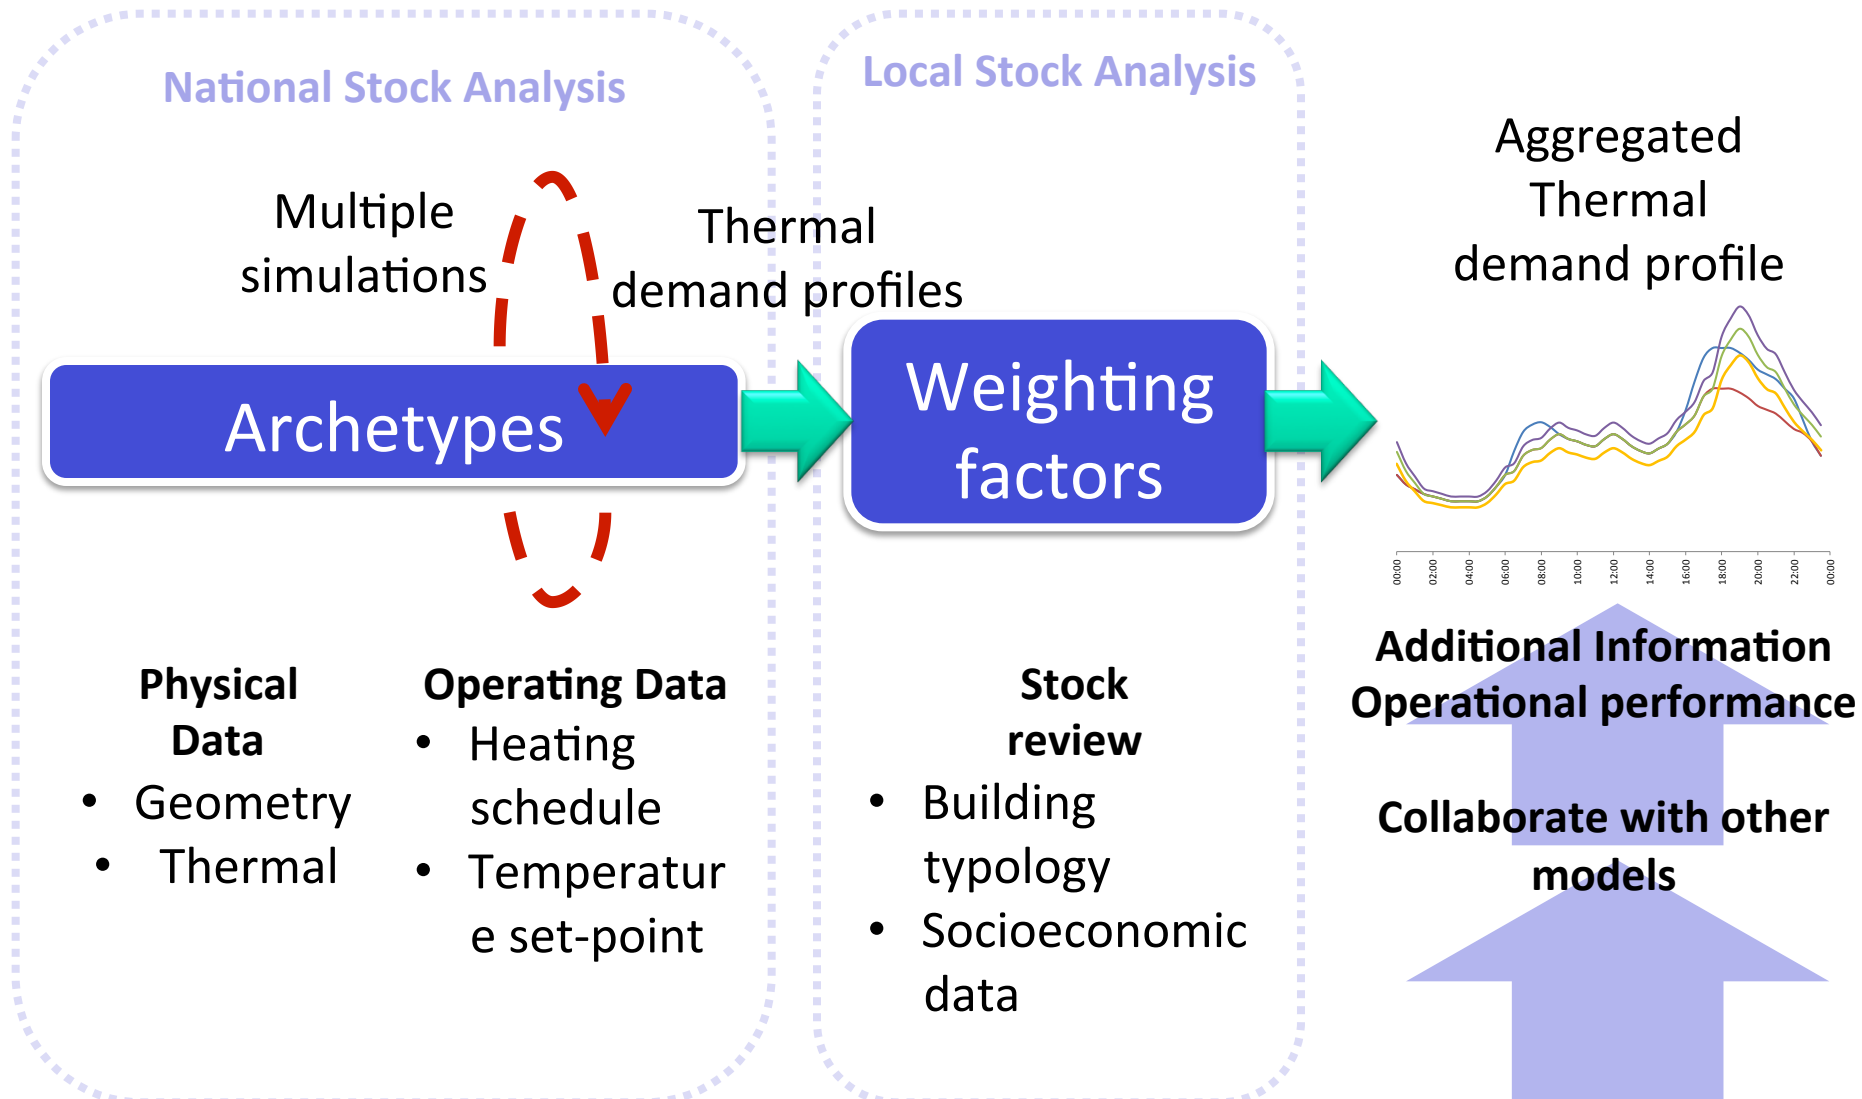 National Stock Analysis
Local Stock Analysis
Multiple
simulations
Thermal
demand profiles
Aggregated
Thermal
demand profile
Archetypes
Weighting
factors
00:00
02:00
04:00
06:00
08:00
10:00
12:00
14:00
16:00
18:00
20:00
22:00
00:00
Physical
Data
• Geometry
• Thermal
Operating Data
• Heating
schedule
• Temperatur
e set-point
Stock
review
• Building
typology
• Socioeconomic
data
Additional Information
Operational performance
Collaborate with other
models